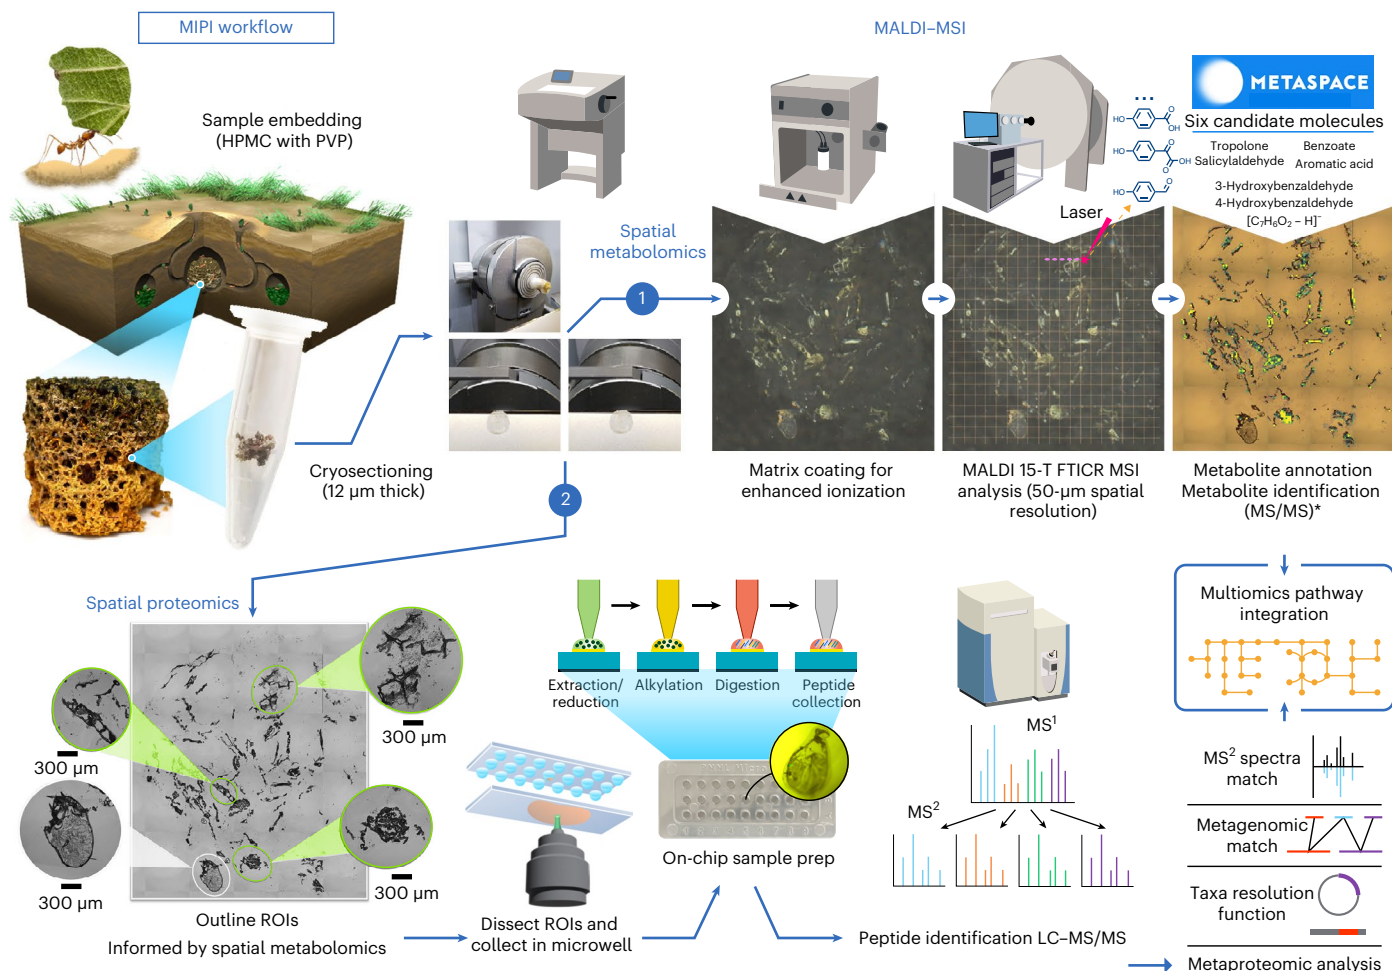 MIPI workflow
MALDI–MSI
Sample embedding
(HPMC with PVP)
METASPACE
Six candidate molecules
Tropolone
Benzoate
Salicylaldehyde
Aromatic acid
3-Hydroxybenzaldehyde
4-Hydroxybenzaldehyde
[C₇H₆O₂ – H]⁻
...
HO
O
OH
HO
O
OH
O
HO
O
Laser
Spatial
metabolomics
1
Cryosectioning
(12 µm thick)
2
Matrix coating for
enhanced ionization
MALDI 15-T FTICR MSI
analysis (50-µm spatial
resolution)
Metabolite annotation
Metabolite identification
(MS/MS)*
Spatial proteomics
300 µm
300 µm
300 µm
300 µm
Outline ROIs
Informed by spatial metabolomics
Dissect ROIs and
collect in microwell
Extraction/
reduction
Alkylation
Digestion
Peptide
collection
On-chip sample prep
MS¹
MS²
Peptide identification LC–MS/MS
Multiomics pathway
integration
MS² spectra
match
Metagenomic
match
Taxa resolution
function
Metaproteomic analysis